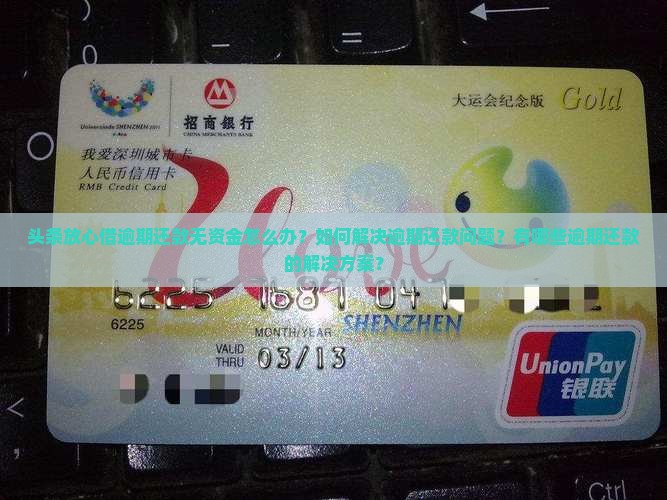 大运会纪念版 Gold
Universiade SHENZHEN 2011
招商银行
CHINA MERCHANTS BANK
我爱深圳城市卡
人民币信用卡
RMB Credit Card
头条放心借逾期还款无资金怎么办?如何解决逾期还款问题?有哪些逾期还款
的解决方案?
6225 1687 047
6225
SHENZHEN
MONTH/YEAR
VALID
THRU
03/13
UnionPay
银联
Ctrl